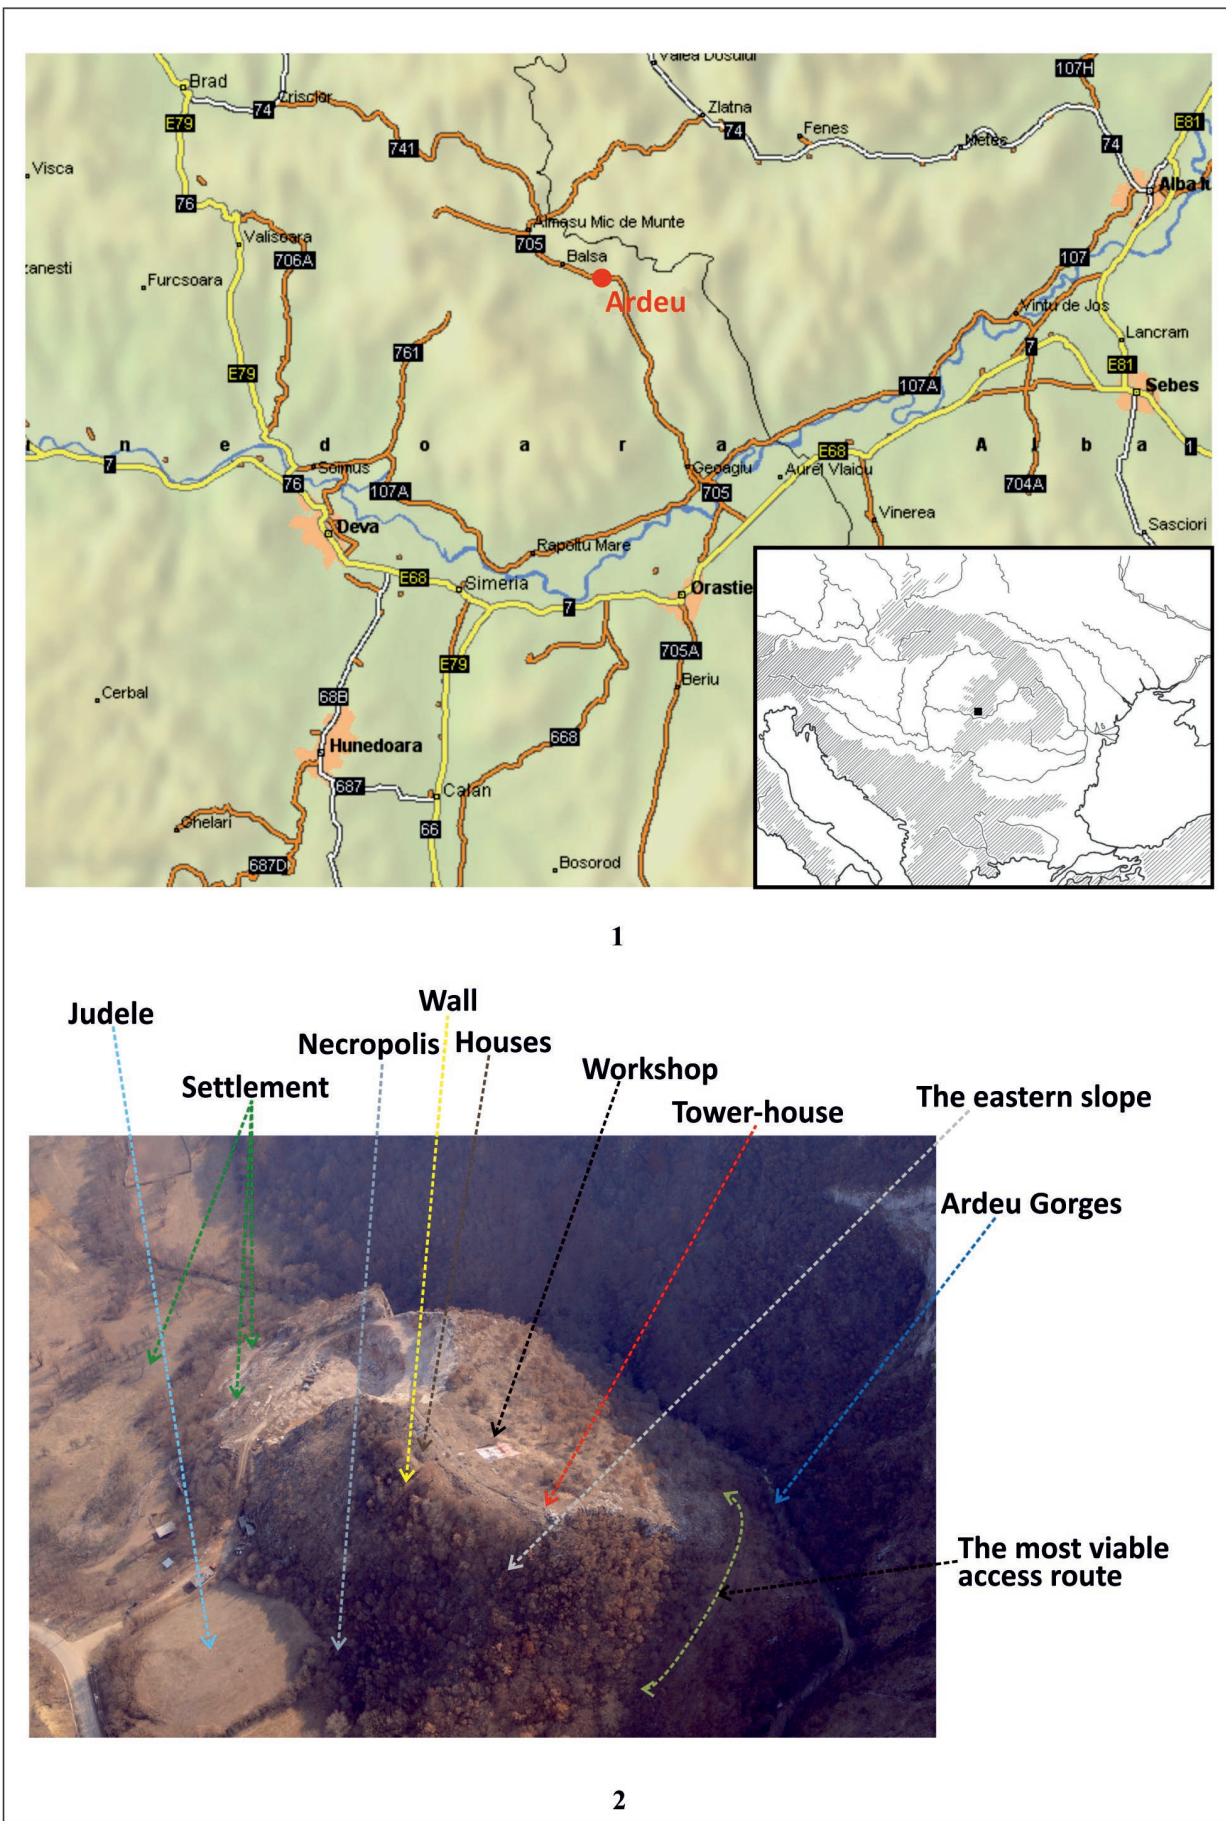 Valea Dosului
107H
Brad
Criscior
74
Zlatna
E79
74
Fenes
E81
741
Metes
74
Visca
Alba Iu
76
Almasu Mic de Munte
Valisoara
705
706A
Balsa
107
zanesti
Furcsoara
Ardeu
Vintu de Jos
761
7
Lancram
E79
E81
107A
Sebes
n e d o a r a
A l b a
7
E68
1
Soimus
Geoagiu
Aurel Vlaicu
76
107A
705
704A
Deva
Vinerea
Sasciori
Rapoltu Mare
E68
Simeria
Orastie
7
E79
705A
Beriu
Cerbal
68B
668
Hunedoara
687
Calan
Ghelari
66
687D
Bosorod
1
Wall
Judele
Necropolis
Houses
Workshop
Settlement
Tower-house
The eastern slope
Ardeu Gorges
The most viable
access route
2